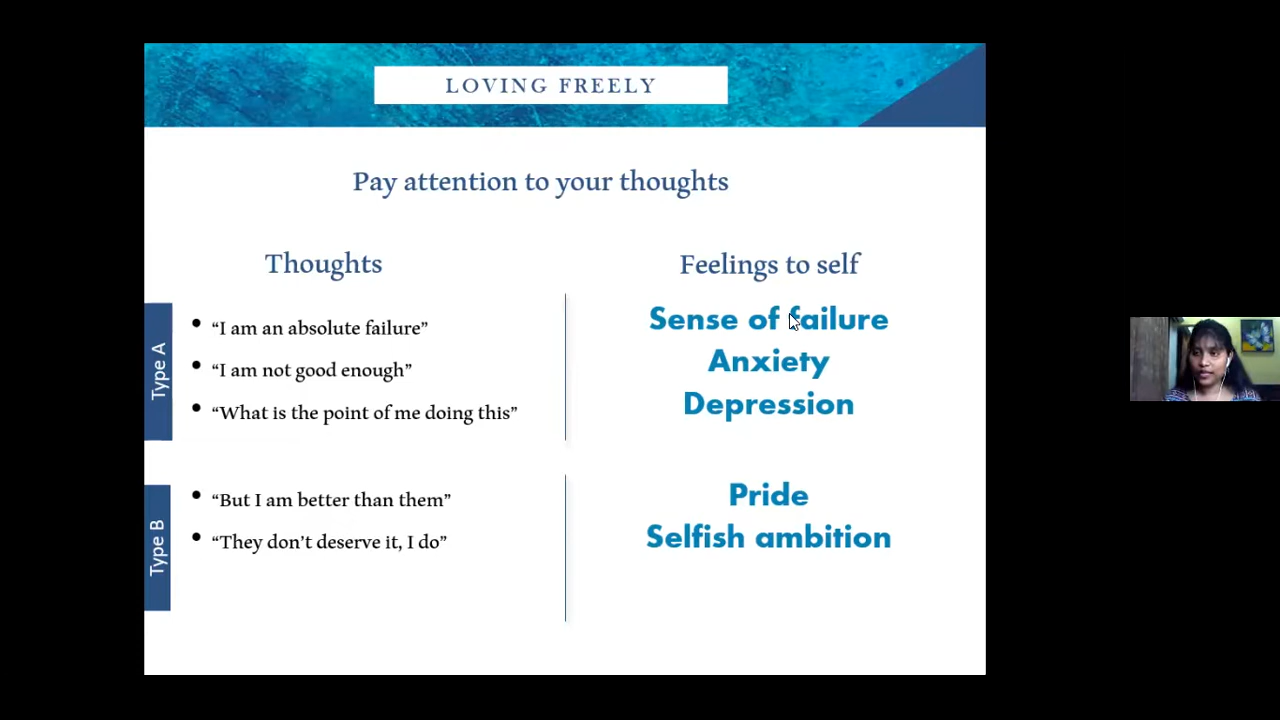 LOVING FREELY
Pay attention to your thoughts
Thoughts
Feelings to self
Type A
• “I am an absolute failure”
• “I am not good enough”
• “What is the point of me doing this”
Sense of failure
Anxiety
Depression
Type B
• “But I am better than them”
• “They don’t deserve it, I do”
Pride
Selfish ambition